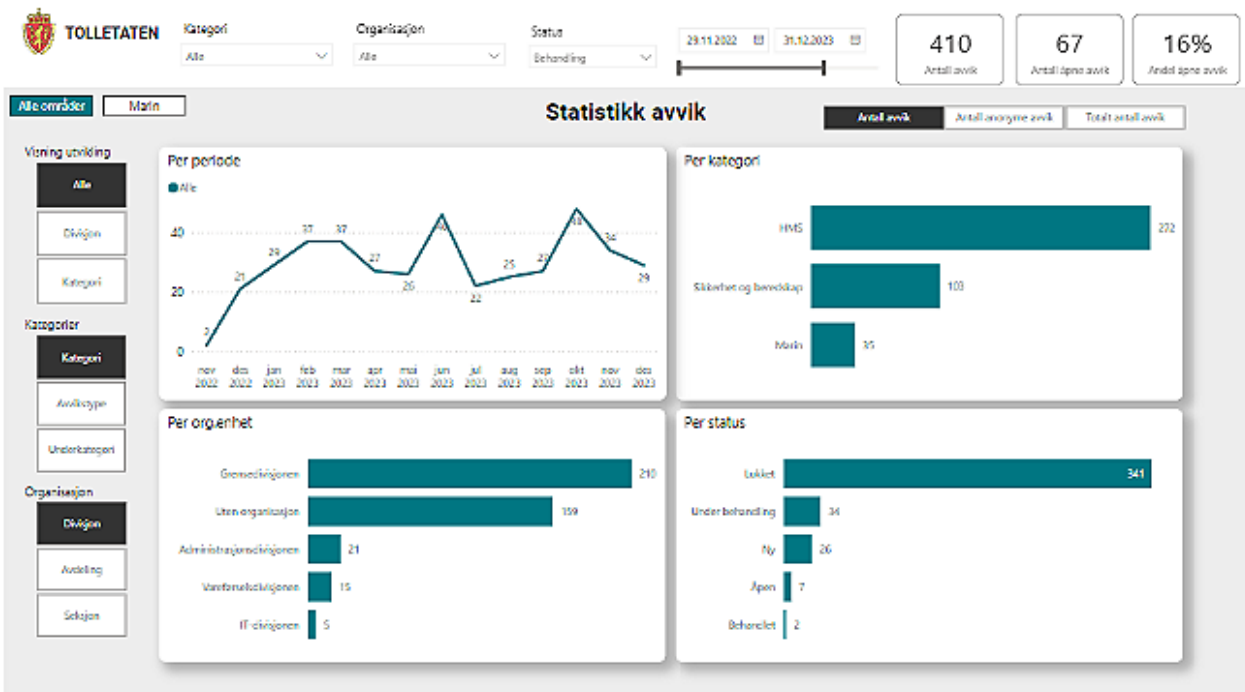 TOLLETATEN
Kategori
Alle
Organisasjon
Alle
Status
Behandling
29.11.2022
31.12.2023
410
Antall avvik
67
Antall åpne avvik
16%
Andel åpne avvik
Alle områder
Marin
Statistikk avvik
Antall avvik
Antall anonyme avvik
Totalt antall avvik
Visning utvikling
Alle
Divisjon
Kategori
Kategorier
Kategori
Avvikstype
Underkategori
Organisasjon
Divisjon
Avdeling
Seksjon
Per periode
Alle
40
20
0
21
29
37
37
27
26
46
22
25
27
48
34
29
nov des jan feb mar apr mai jun jul aug sep okt nov des
2022 2022 2023 2023 2023 2023 2023 2023 2023 2023 2023 2023 2023 2023
Per kategori
HMS 272
Sikkerhet og beredskap 103
Marin 35
Per org.enhet
Grensedivisjonen 210
Uten organisasjon 159
Administrasjonsdivisjonen 21
Vareførselsdivisjonen 15
IT-divisjonen 5
Per status
Lukket 341
Under behandling 34
Ny 26
Åpen 7
Behandlet 2